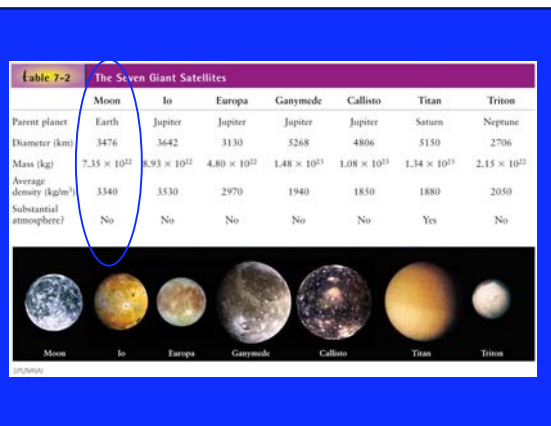 Table 7-2 The Seven Giant Satellites
Moon Io Europa Ganymede Callisto Titan Triton
Parent planet Earth Jupiter Jupiter Jupiter Jupiter Saturn Neptune
Diameter (km) 3476 3642 3130 5268 4806 5150 2706
Mass (kg) 7.35 × 10²² 8.93 × 10²² 4.80 × 10²² 1.48 × 10²³ 1.08 × 10²³ 1.34 × 10²³ 2.15 × 10²²
Average
density (kg/m³) 3340 3530 2970 1940 1850 1880 2050
Substantial
atmosphere? No No No No No Yes No
Moon Io Europa Ganymede Callisto Titan Triton